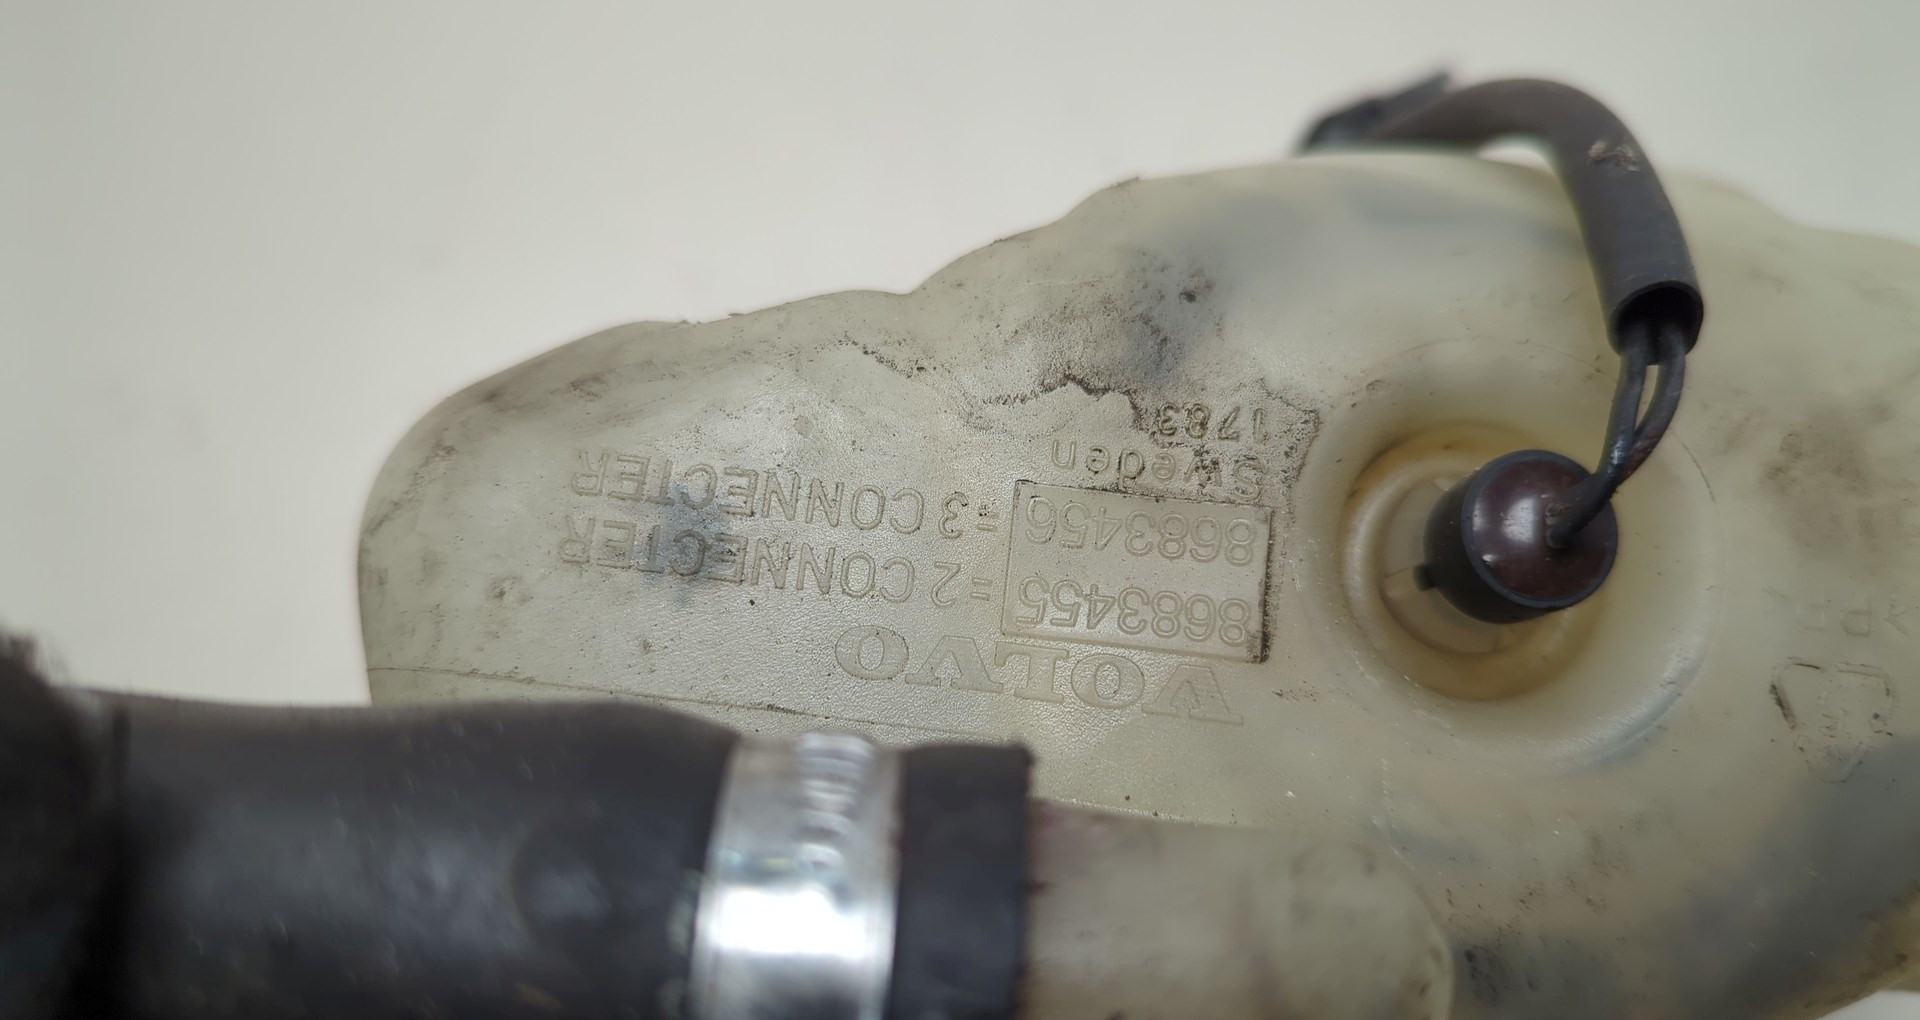 VOLVO
8683455 =2 CONNECTER
8683456 =3 CONNECTER
Sweden
1783